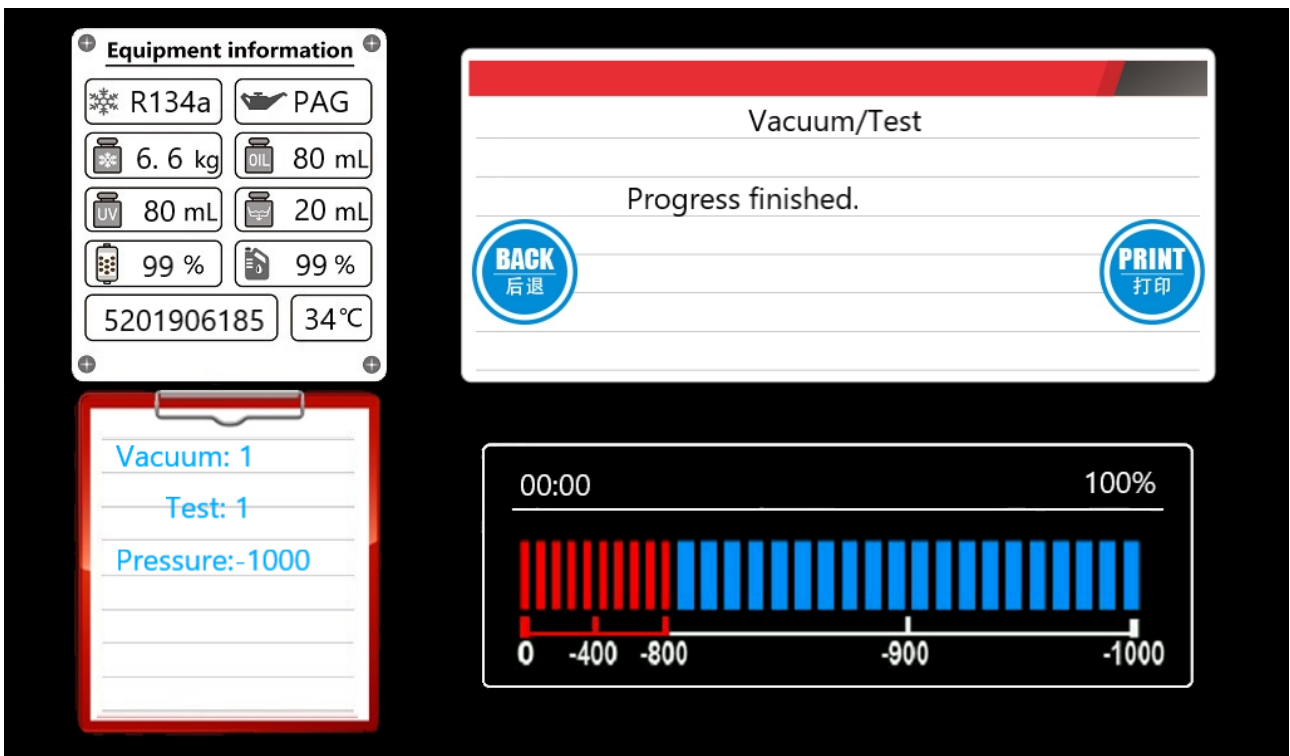 Equipment information
R134a PAG
6. 6 kg OIL 80 mL
UV 80 mL 20 mL
99 % 99 %
5201906185 34℃
Vacuum/Test
Progress finished.
BACK
后退
PRINT
打印
Vacuum: 1
Test: 1
Pressure:-1000
00:00 100%
0 -400 -800 -900 -1000